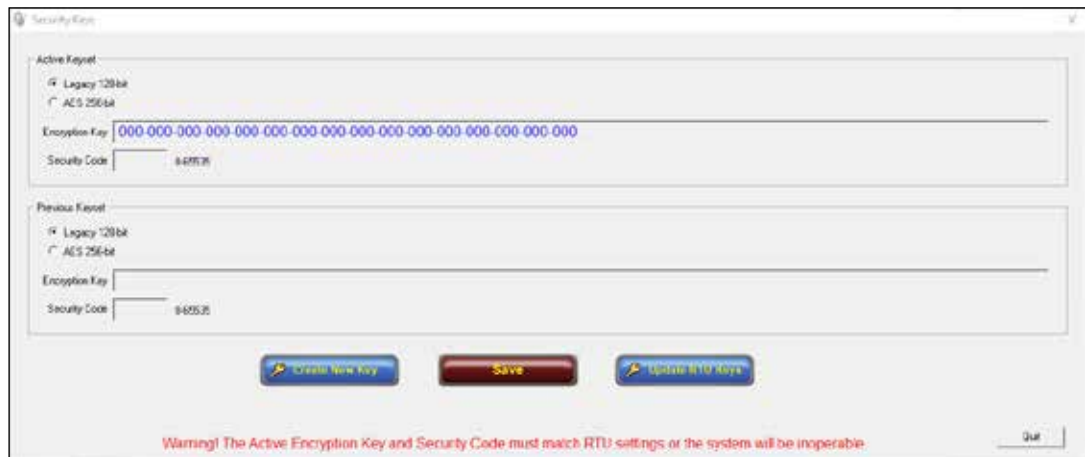 Security Keys
Active Keyset
Legacy 128-bit
AES 256-bit
Encryption Key 000-000-000-000-000-000-000-000-000-000-000-000-000-000-000-000
Security Code 0-65535
Previous Keyset
Legacy 128-bit
AES 256-bit
Encryption Key
Security Code 0-65535
Create New Key Save Update RTU Keys
Warning! The Active Encryption Key and Security Code must match RTU settings or the system will be inoperable
Quit